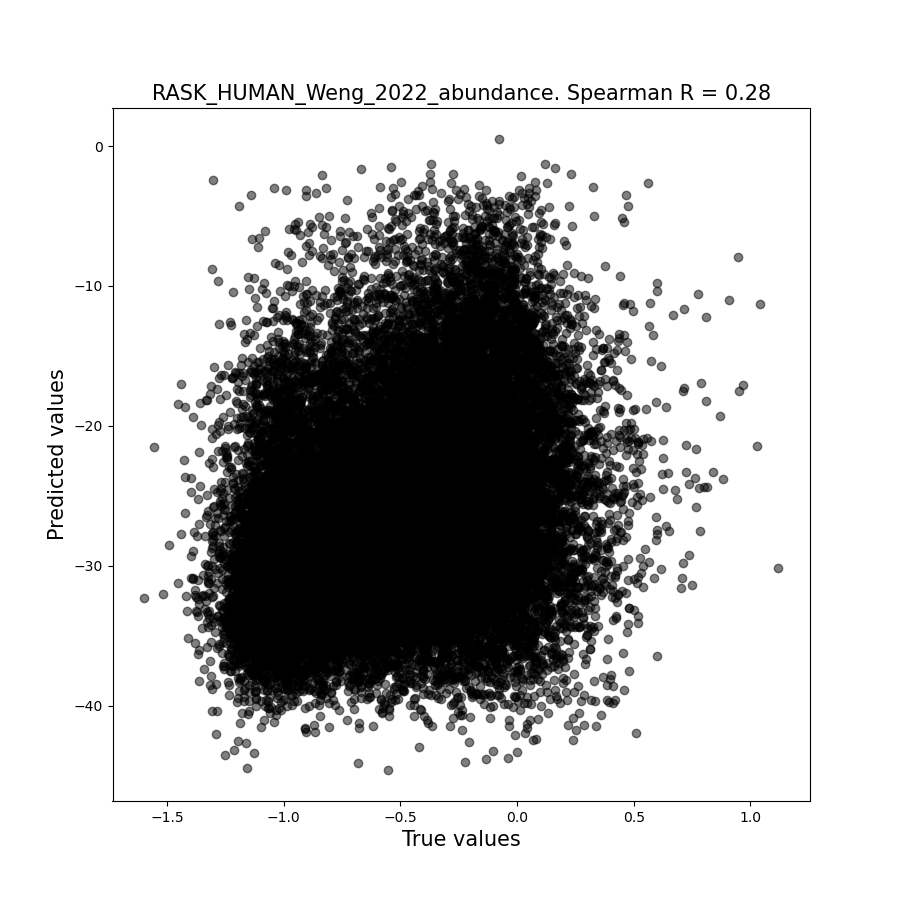 RASK_HUMAN_Weng_2022_abundance. Spearman R = 0.28
0
−10
−20
−30
−40
Predicted values
−1.5 −1.0 −0.5 0.0 0.5 1.0
True values